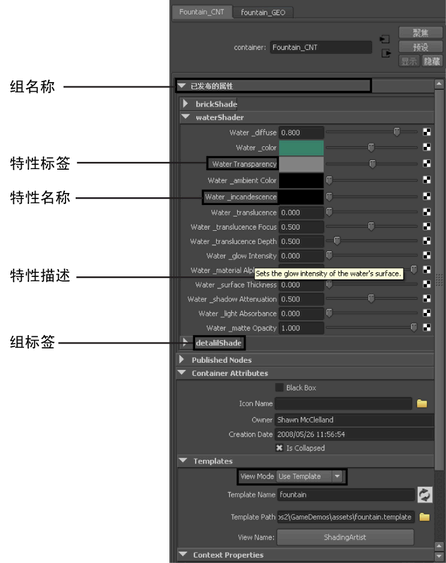 Fountain_CNT fountain_GEO
container: Fountain_CNT
聚焦
预设
显示 隐藏
组名称
已发布的属性
brickShade
waterShader
Water _diffuse 0.800
Water _color
特性标签
Water Transparency
Water _ambient Color
特性名称
Water _incandescence
Water _translucence 0.000
Water _translucence Focus 0.500
Water _translucence Depth 0.500
Water _glow Intensity 0.000
特性描述
Water _material Alp
Sets the glow intensity of the water's surface.
Water _surface Thickness 0.000
Water _shadow Attenuation 0.500
Water _light Absorbance 0.000
Water _matte Opacity 1.000
组标签
detailShade
Published Nodes
Container Attributes
Black Box
Icon Name
Owner Shawn McClelland
Creation Date 2008/05/26 11:56:54
Is Collapsed
Templates
View Mode Use Template
Template Name fountain
Template Path os2\GameDemos\assets\fountain.template
View Name: ShadingArtist
Context Properties